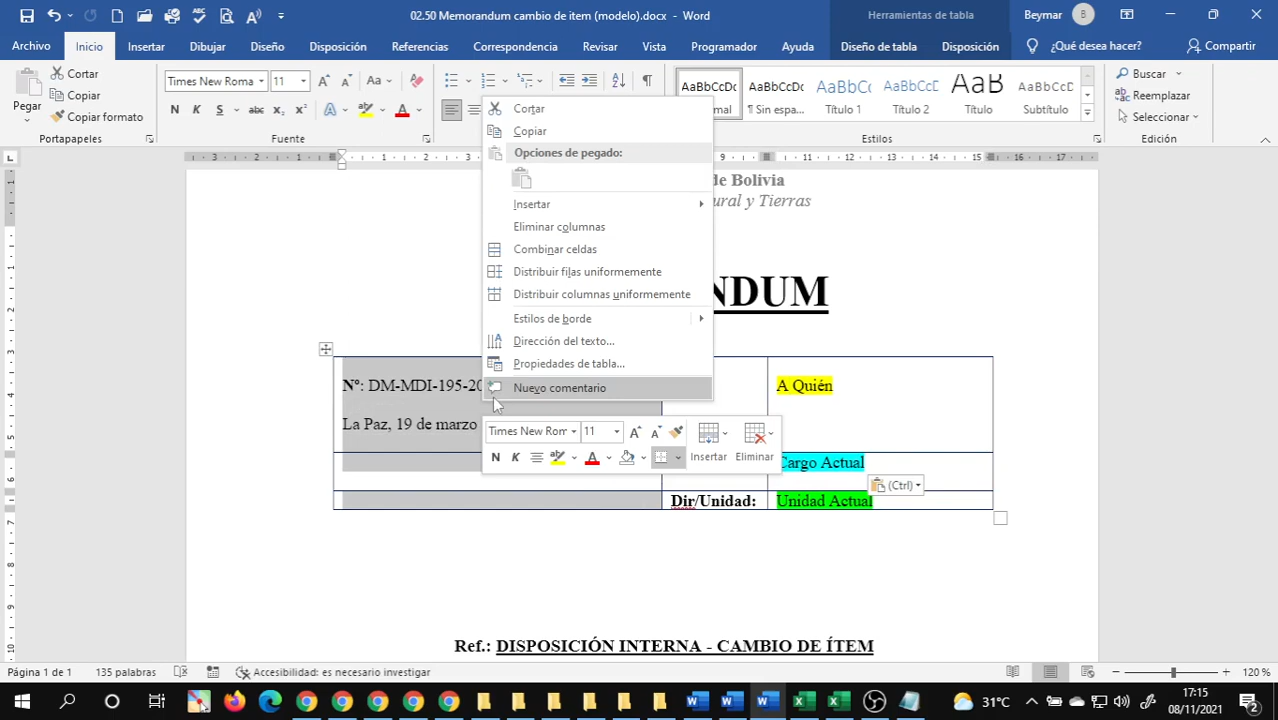 02.50 Memorandum cambio de item (modelo).docx - Word
Herramientas de tabla
Beymar
B
Archivo
Inicio
Insertar
Dibujar
Diseño
Disposición
Referencias
Correspondencia
Revisar
Vista
Programador
Ayuda
Diseño de tabla
Disposición
¿Qué desea hacer?
Compartir
Pegar
Cortar
Copiar
Copiar formato
Portapapeles
Times New Roma
11
N K S abc x₂ x²
Fuente
AaBbCcDc
AaBbCcDc
AaBbCc
AaBbCcD
AaB
AaBbCcD
mal
¶ Sin espa...
Título 1
Título 2
Título
Subtítulo
Estilos
Buscar
Reemplazar
Seleccionar
Edición
Cortar
Copiar
Opciones de pegado:
Insertar
Eliminar columnas
Combinar celdas
Distribuir filas uniformemente
Distribuir columnas uniformemente
Estilos de borde
Dirección del texto...
Propiedades de tabla...
Nuevo comentario
Times New Rom
11
N K
Insertar
Eliminar
de Bolivia
ural y Tierras
NDUM
Nº: DM-MDI-195-20
La Paz, 19 de marzo
A Quién
Cargo Actual
(Ctrl)
Dir/Unidad:
Unidad Actual
Ref.: DISPOSICIÓN INTERNA - CAMBIO DE ÍTEM
Página 1 de 1
135 palabras
Accesibilidad: es necesario investigar
120 %
31°C
17:15
08/11/2021
2